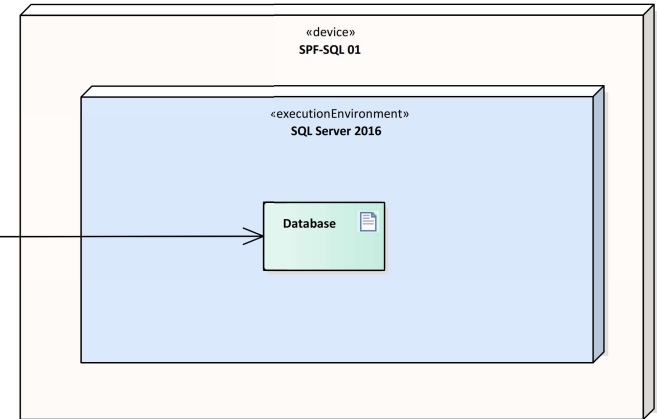 «device»
SPF-SQL 01
«executionEnvironment»
SQL Server 2016
Database